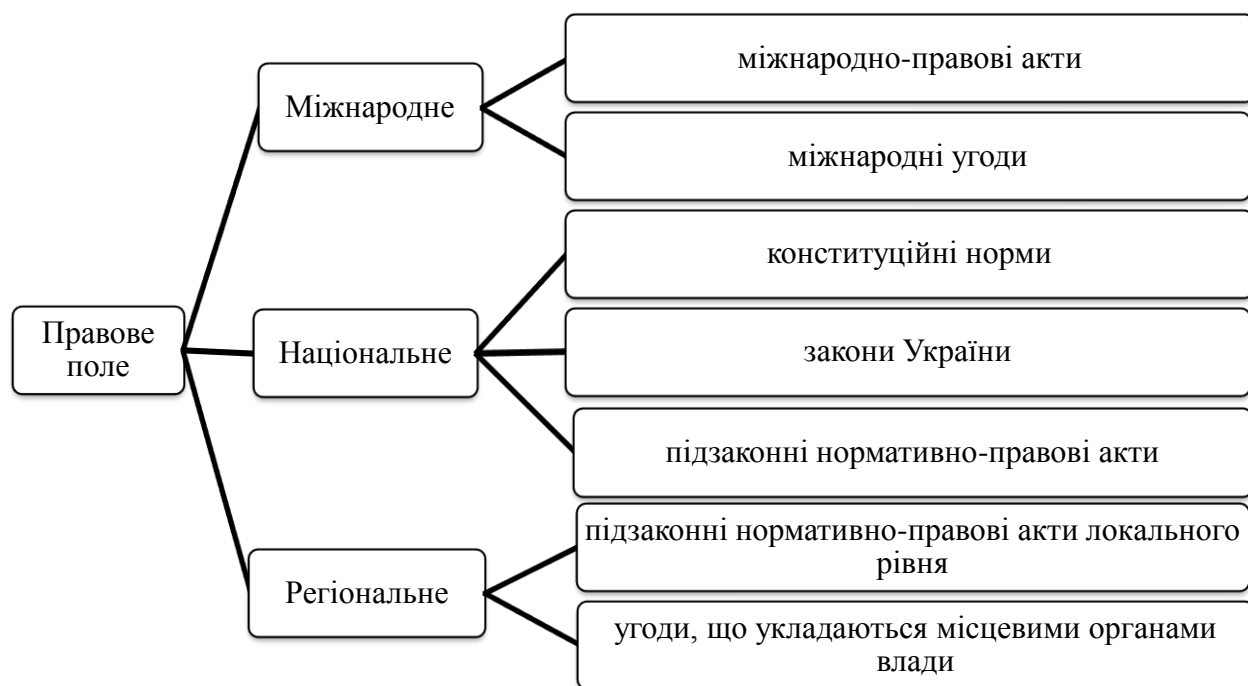 Правове
поле
Міжнародне
міжнародно-правові акти
міжнародні угоди
Національне
конституційні норми
закони України
підзаконні нормативно-правові акти
Регіональне
підзаконні нормативно-правові акти локального
рівня
угоди, що укладаються місцевими органами
влади